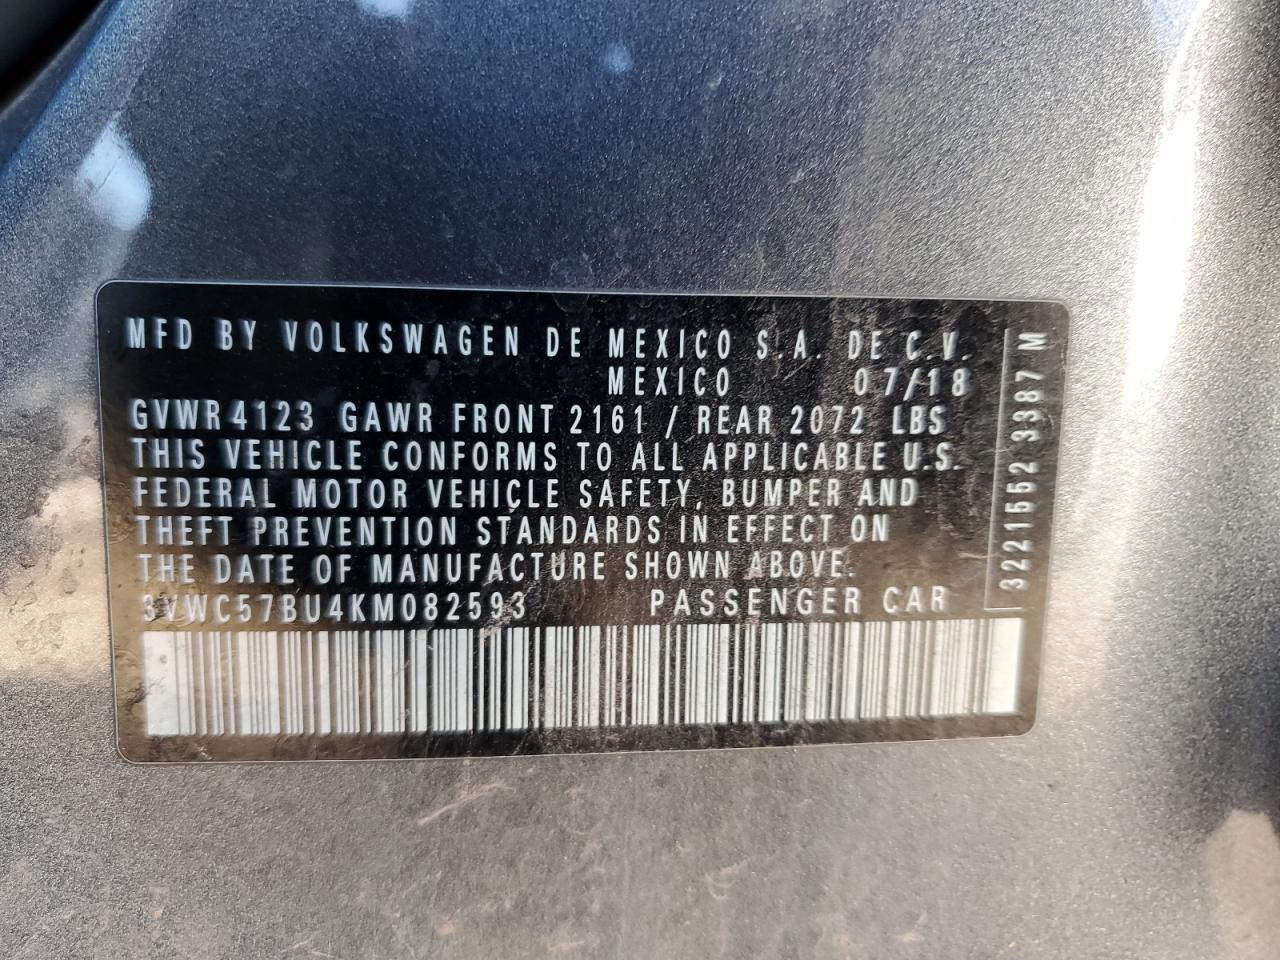 MFD BY VOLKSWAGEN DE MEXICO S.A. DE C.V.
MEXICO 07/18
GVWR 4123 GAWR FRONT 2161 / REAR 2072 LBS
THIS VEHICLE CONFORMS TO ALL APPLICABLE U.S.
FEDERAL MOTOR VEHICLE SAFETY, BUMPER AND
THEFT PREVENTION STANDARDS IN EFFECT ON
THE DATE OF MANUFACTURE SHOWN ABOVE.
3VWC57BU4KM082593 PASSENGER CAR
3221552 3387 M